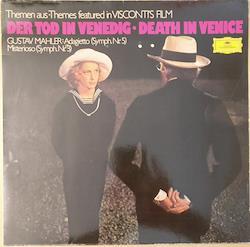 Themen aus·Themes featured in VISCONTI'S FILM
DER TOD IN VENEDIG · DEATH IN VENICE
GUSTAV MAHLER: Adagietto (Symph. Nr.5)
Misterioso (Symph. Nr.3)